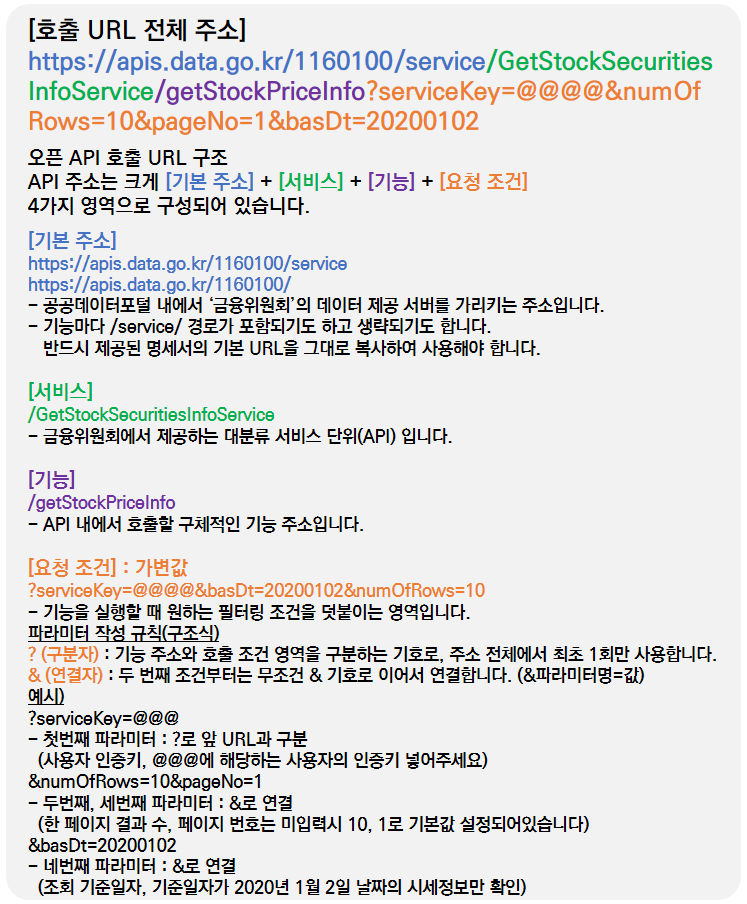 [호출 URL 전체 주소]
https://apis.data.go.kr/1160100/service/GetStockSecurities
InfoService/getStockPriceInfo?serviceKey=@@@@&numOf
Rows=10&pageNo=1&basDt=20200102
오픈 API 호출 URL 구조
API 주소는 크게 [기본 주소] + [서비스] + [기능] + [요청 조건]
4가지 영역으로 구성되어 있습니다.
[기본 주소]
https://apis.data.go.kr/1160100/service
https://apis.data.go.kr/1160100/
- 공공데이터포털 내에서 ‘금융위원회’의 데이터 제공 서버를 가리키는 주소입니다.
- 기능마다 /service/ 경로가 포함되기도 하고 생략되기도 합니다.
반드시 제공된 명세서의 기본 URL을 그대로 복사하여 사용해야 합니다.
[서비스]
/GetStockSecuritiesInfoService
- 금융위원회에서 제공하는 대분류 서비스 단위(API) 입니다.
[기능]
/getStockPriceInfo
- API 내에서 호출할 구체적인 기능 주소입니다.
[요청 조건] : 가변값
?serviceKey=@@@@&basDt=20200102&numOfRows=10
- 기능을 실행할 때 원하는 필터링 조건을 덧붙이는 영역입니다.
파라미터 작성 규칙(구조식)
? (구분자) : 기능 주소와 호출 조건 영역을 구분하는 기호로, 주소 전체에서 최초 1회만 사용합니다.
& (연결자) : 두 번째 조건부터는 무조건 & 기호로 이어서 연결합니다. (&파라미터명=값)
예시)
?serviceKey=@@@
- 첫번째 파라미터 : ?로 앞 URL과 구분
(사용자 인증키, @@@에 해당하는 사용자의 인증키 넣어주세요)
&numOfRows=10&pageNo=1
- 두번째, 세번째 파라미터 : &로 연결
(한 페이지 결과 수, 페이지 번호는 미입력시 10, 1로 기본값 설정되어있습니다)
&basDt=20200102
- 네번째 파라미터 : &로 연결
(조회 기준일자, 기준일자가 2020년 1월 2일 날짜의 시세정보만 확인)